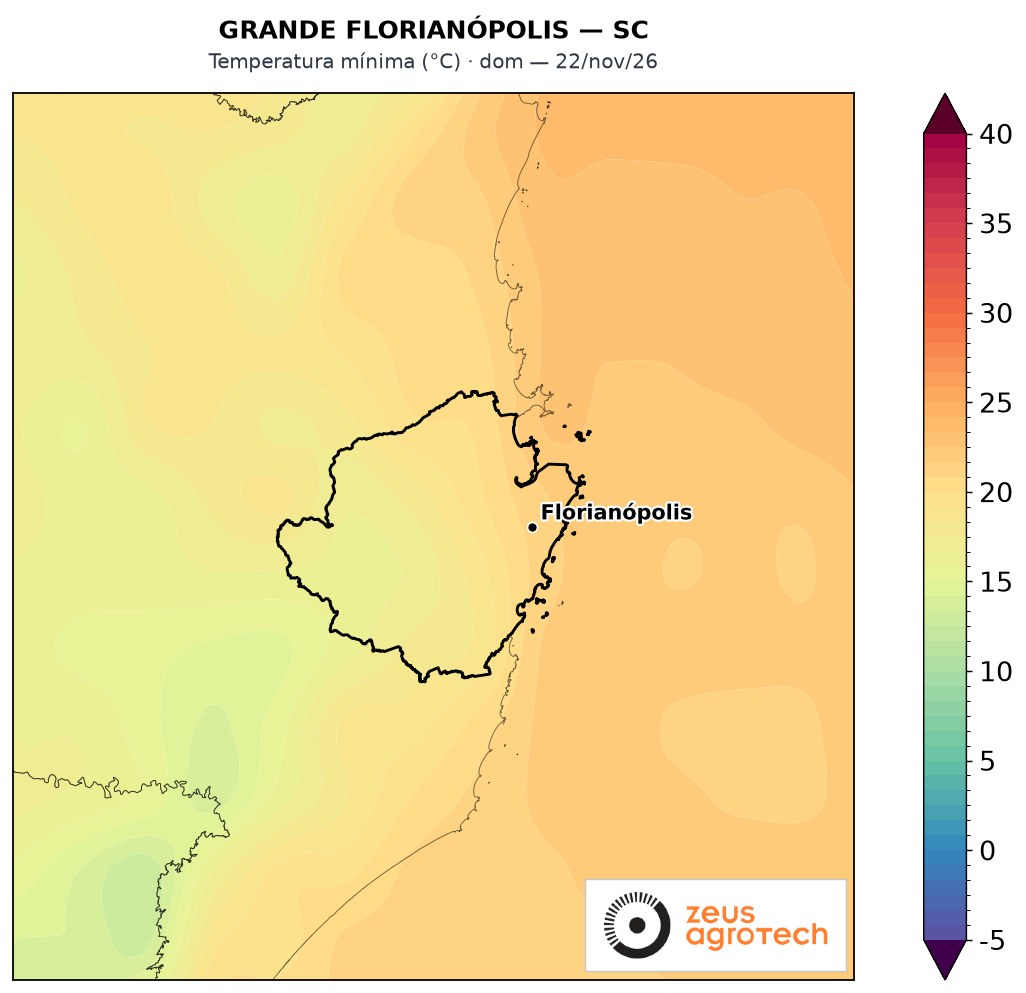 GRANDE FLORIANÓPOLIS — SC
Temperatura mínima (°C) · dom — 22/nov/26
40
35
30
25
20
15
10
5
0
-5
Florianópolis
zeus
agrotech